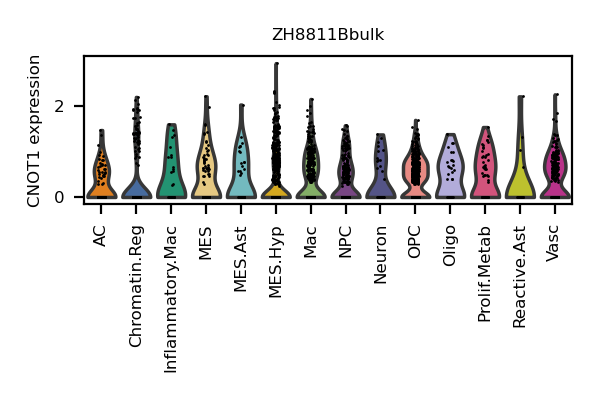 ZH8811Bbulk
CNOT1 expression
2
0
AC
Chromatin.Reg
Inflammatory.Mac
MES
MES.Ast
MES.Hyp
Mac
NPC
Neuron
OPC
Oligo
Prolif.Metab
Reactive.Ast
Vasc